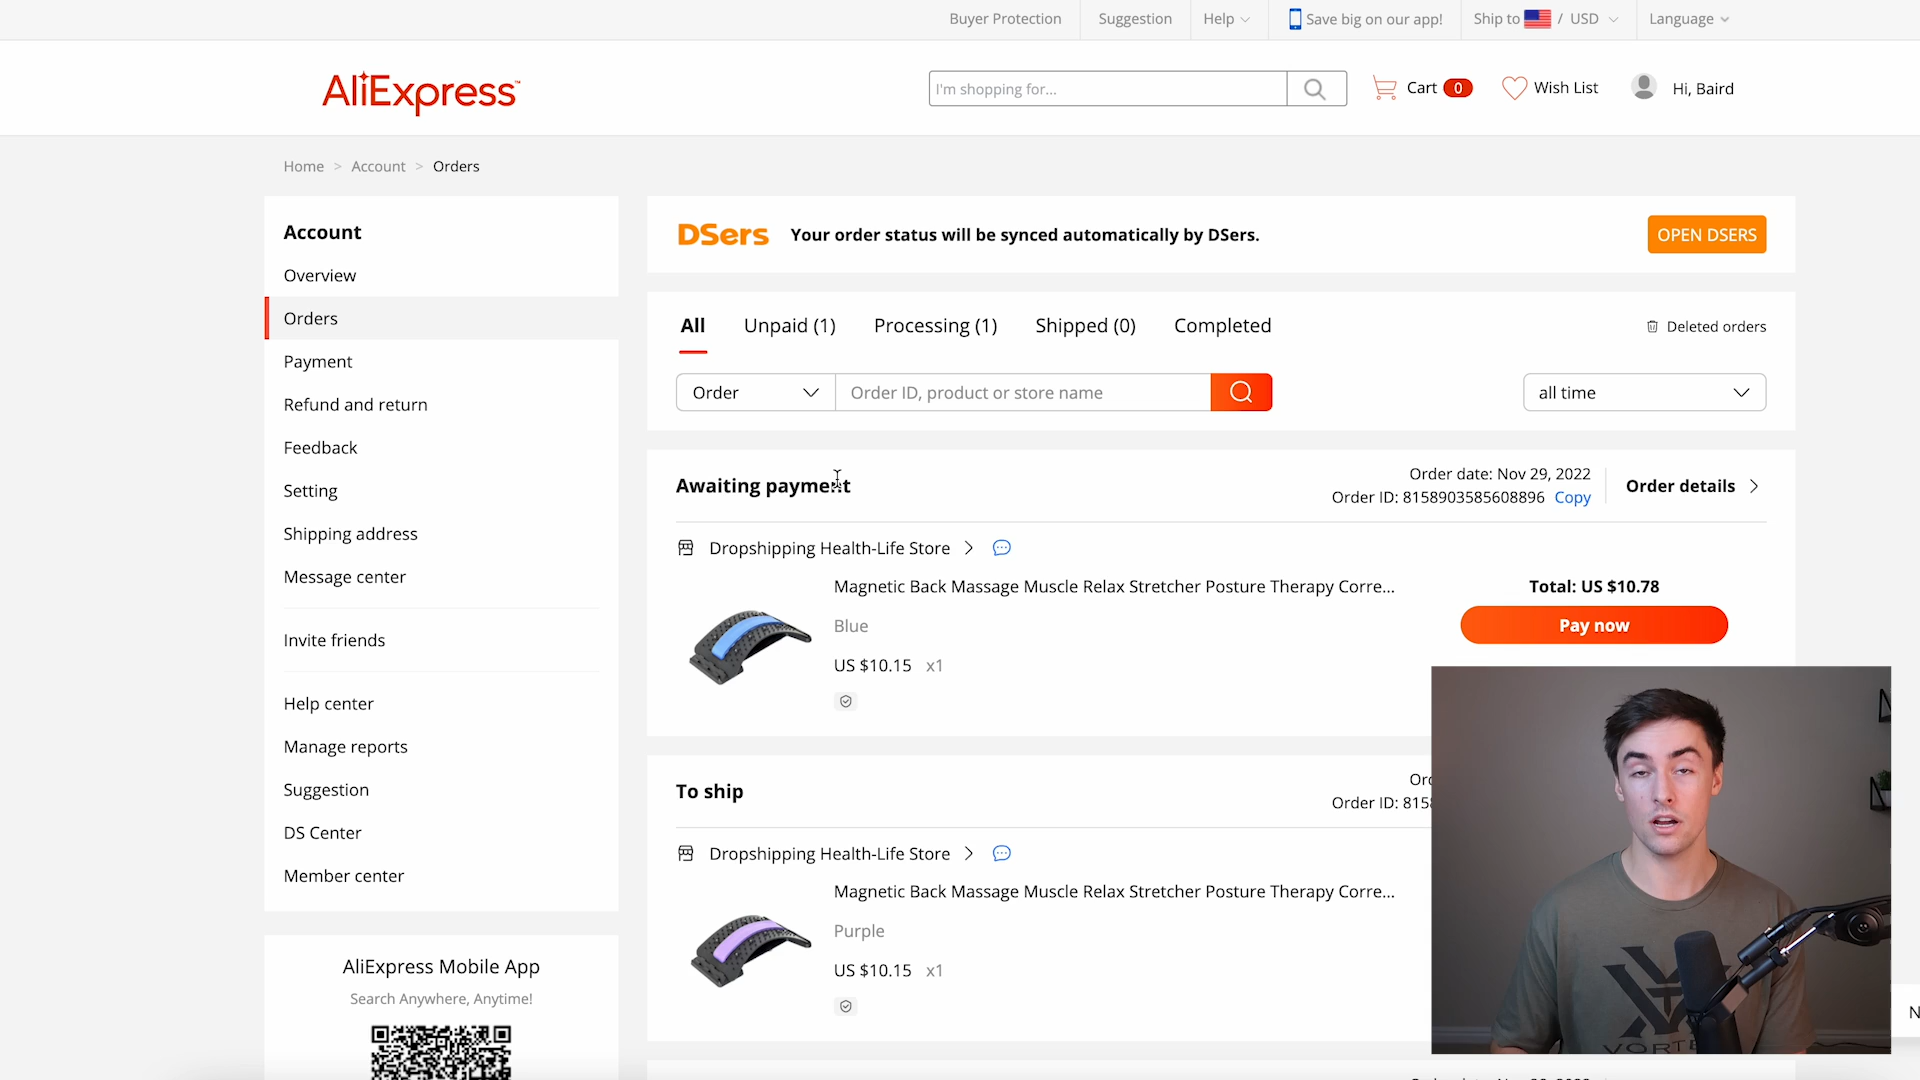 Buyer Protection
Suggestion
Help
Save big on our app!
Ship to / USD
Language
AliExpress™
I'm shopping for...
Cart 0
Wish List
Hi, Baird
Home > Account > Orders
Account
Overview
Orders
Payment
Refund and return
Feedback
Setting
Shipping address
Message center
Invite friends
Help center
Manage reports
Suggestion
DS Center
Member center
AliExpress Mobile App
Search Anywhere, Anytime!
DSers
Your order status will be synced automatically by DSers.
OPEN DSERS
All
Unpaid (1)
Processing (1)
Shipped (0)
Completed
Deleted orders
Order
Order ID, product or store name
all time
Awaiting payment
Order date: Nov 29, 2022
Order ID: 8158903585608896 Copy
Order details
Dropshipping Health-Life Store
Magnetic Back Massage Muscle Relax Stretcher Posture Therapy Corre...
Blue
US $10.15 x1
Total: US $10.78
Pay now
To ship
Order ID: 815
Dropshipping Health-Life Store
Magnetic Back Massage Muscle Relax Stretcher Posture Therapy Corre...
Purple
US $10.15 x1
N